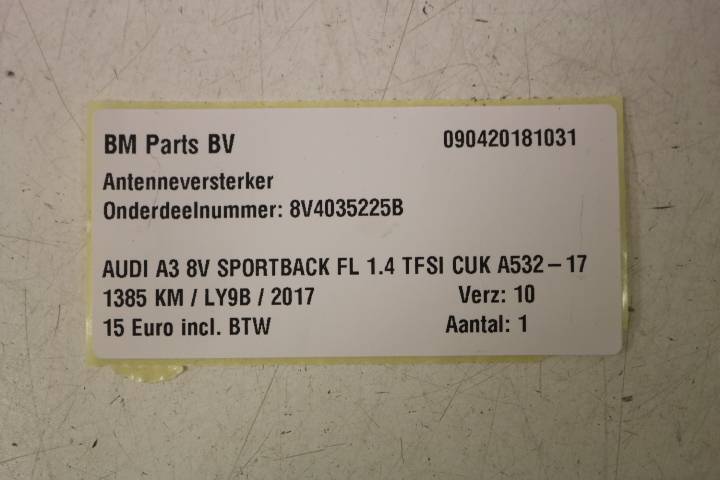 BM Parts BV 090420181031
Antenneversterker
Onderdeelnummer: 8V4035225B
AUDI A3 8V SPORTBACK FL 1.4 TFSI CUK A532-17
1385 KM / LY9B / 2017 Verz: 10
15 Euro incl. BTW Aantal: 1